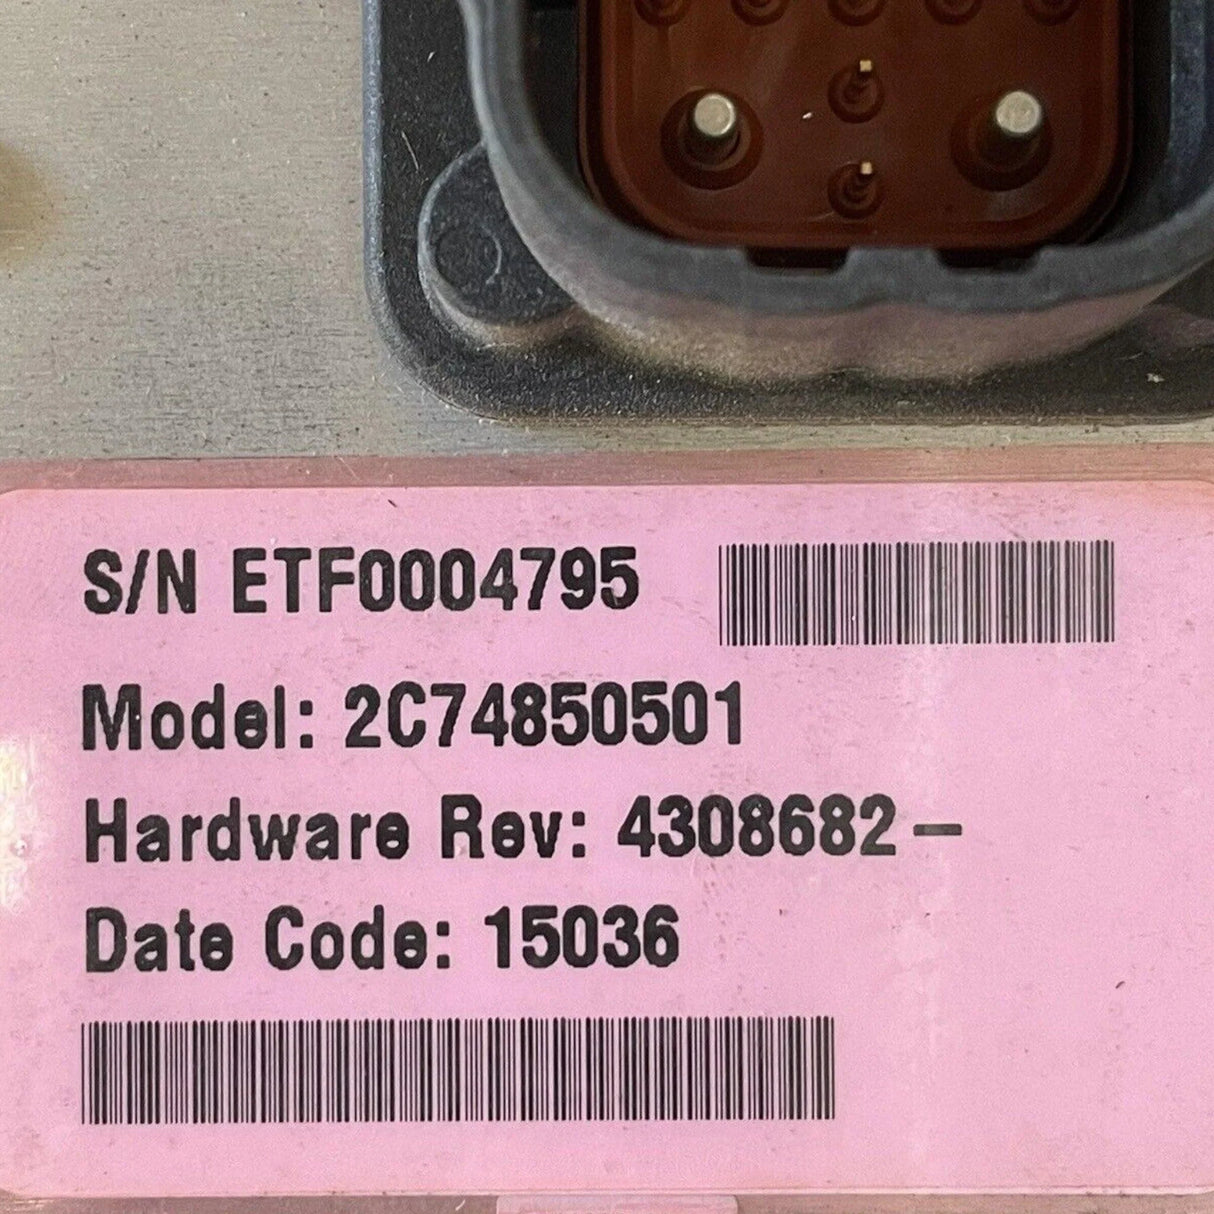 S/N ETF0004795
Model: 2C74850501
Hardware Rev: 4308682-
Date Code: 15036